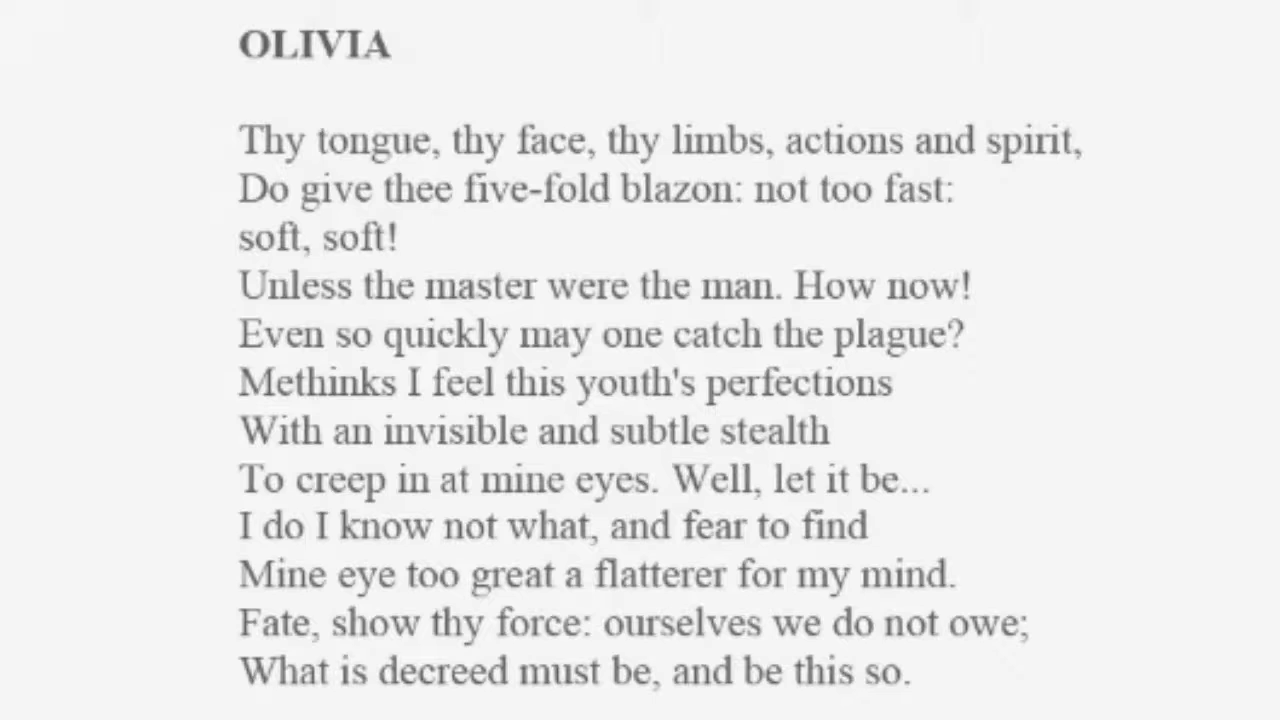 OLIVIA
Thy tongue, thy face, thy limbs, actions and spirit,
Do give thee five-fold blazon: not too fast:
soft, soft!
Unless the master were the man. How now!
Even so quickly may one catch the plague?
Methinks I feel this youth's perfections
With an invisible and subtle stealth
To creep in at mine eyes. Well, let it be...
I do I know not what, and fear to find
Mine eye too great a flatterer for my mind.
Fate, show thy force: ourselves we do not owe;
What is decreed must be, and be this so.